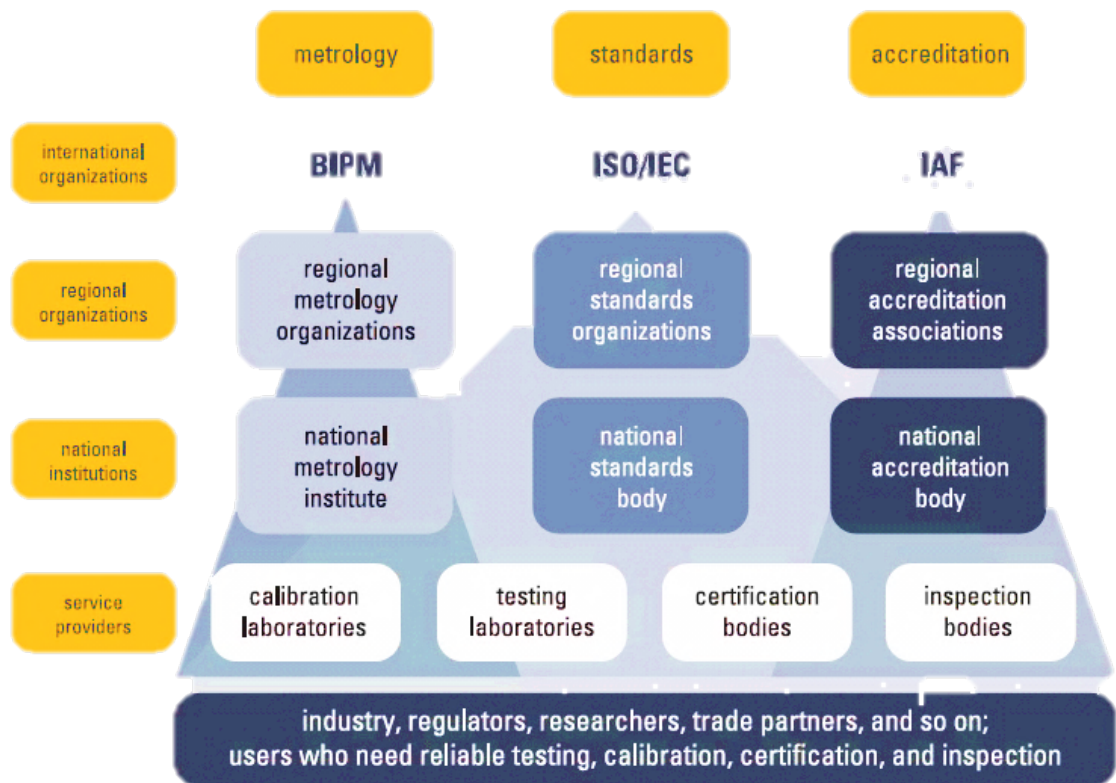 metrology
standards
accreditation
international
organizations
BIPM
ISO/IEC
IAF
regional
organizations
regional
metrology
organizations
regional
standards
organizations
regional
accreditation
associations
national
institutions
national
metrology
institute
national
standards
body
national
accreditation
body
service
providers
calibration
laboratories
testing
laboratories
certification
bodies
inspection
bodies
industry, regulators, researchers, trade partners, and so on;
users who need reliable testing, calibration, certification, and inspection